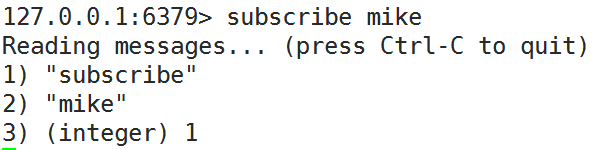 127.0.0.1:6379> subscribe mike
Reading messages... (press Ctrl-C to quit)
1) "subscribe"
2) "mike"
3) (integer) 1